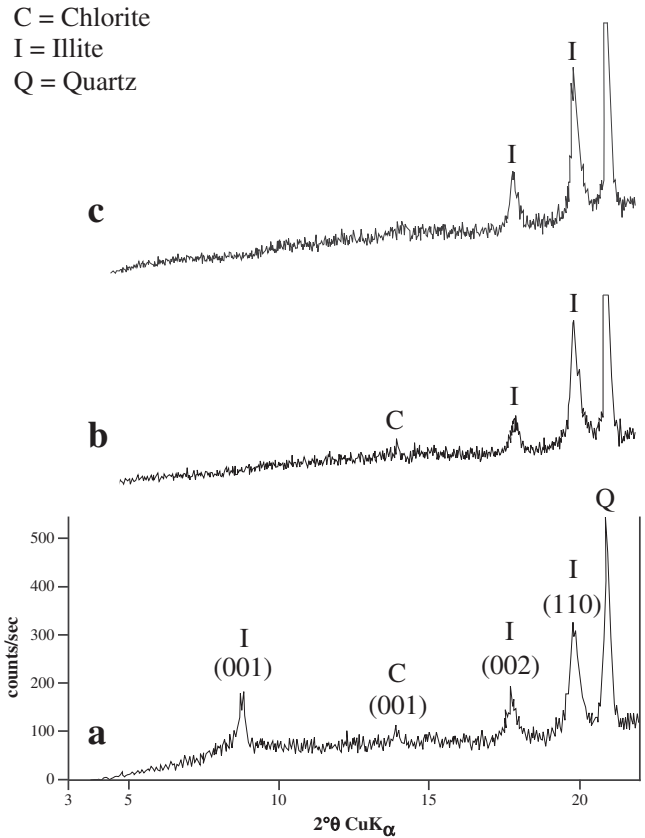 C = Chlorite
I = Illite
Q = Quartz
I
I
c
I
I
C
b
Q
500
I
400
I
(110)
I
300
(001)
C
(002)
200
(001)
100
a
0
3
5
10
15
20
counts/sec
2°θ CuKα